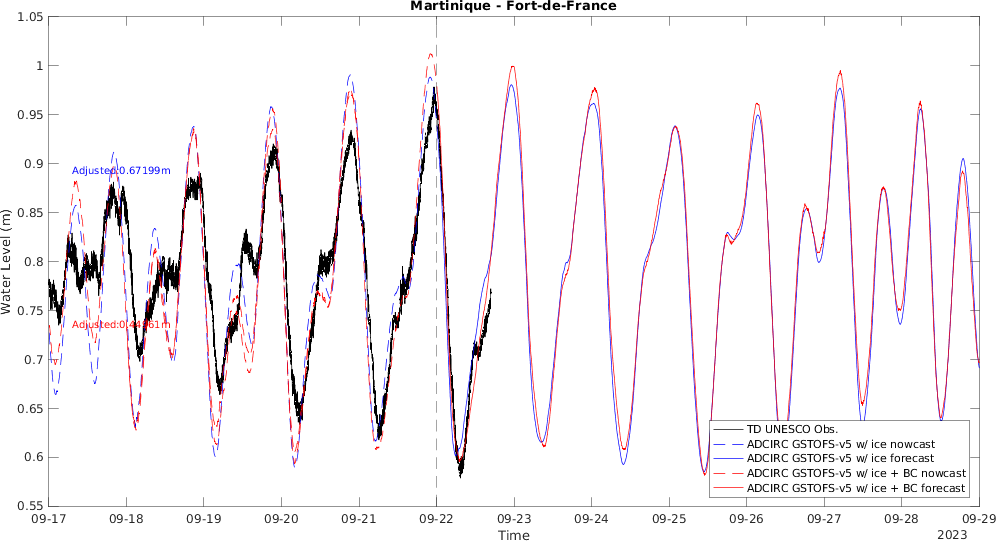 Martinique - Fort-de-France
1.05
1
0.95
0.9
0.85
0.8
0.75
0.7
0.65
0.6
0.55
Water Level (m)
Adjusted:0.67199m
TD UNESCO Obs.
ADCIRC GSTOFS-v5 w/ ice nowcast
ADCIRC GSTOFS-v5 w/ ice forecast
ADCIRC GSTOFS-v5 w/ ice + BC nowcast
ADCIRC GSTOFS-v5 w/ ice + BC forecast
09-17 09-18 09-19 09-20 09-21 09-22 09-23 09-24 09-25 09-26 09-27 09-28 09-29
Time
2023